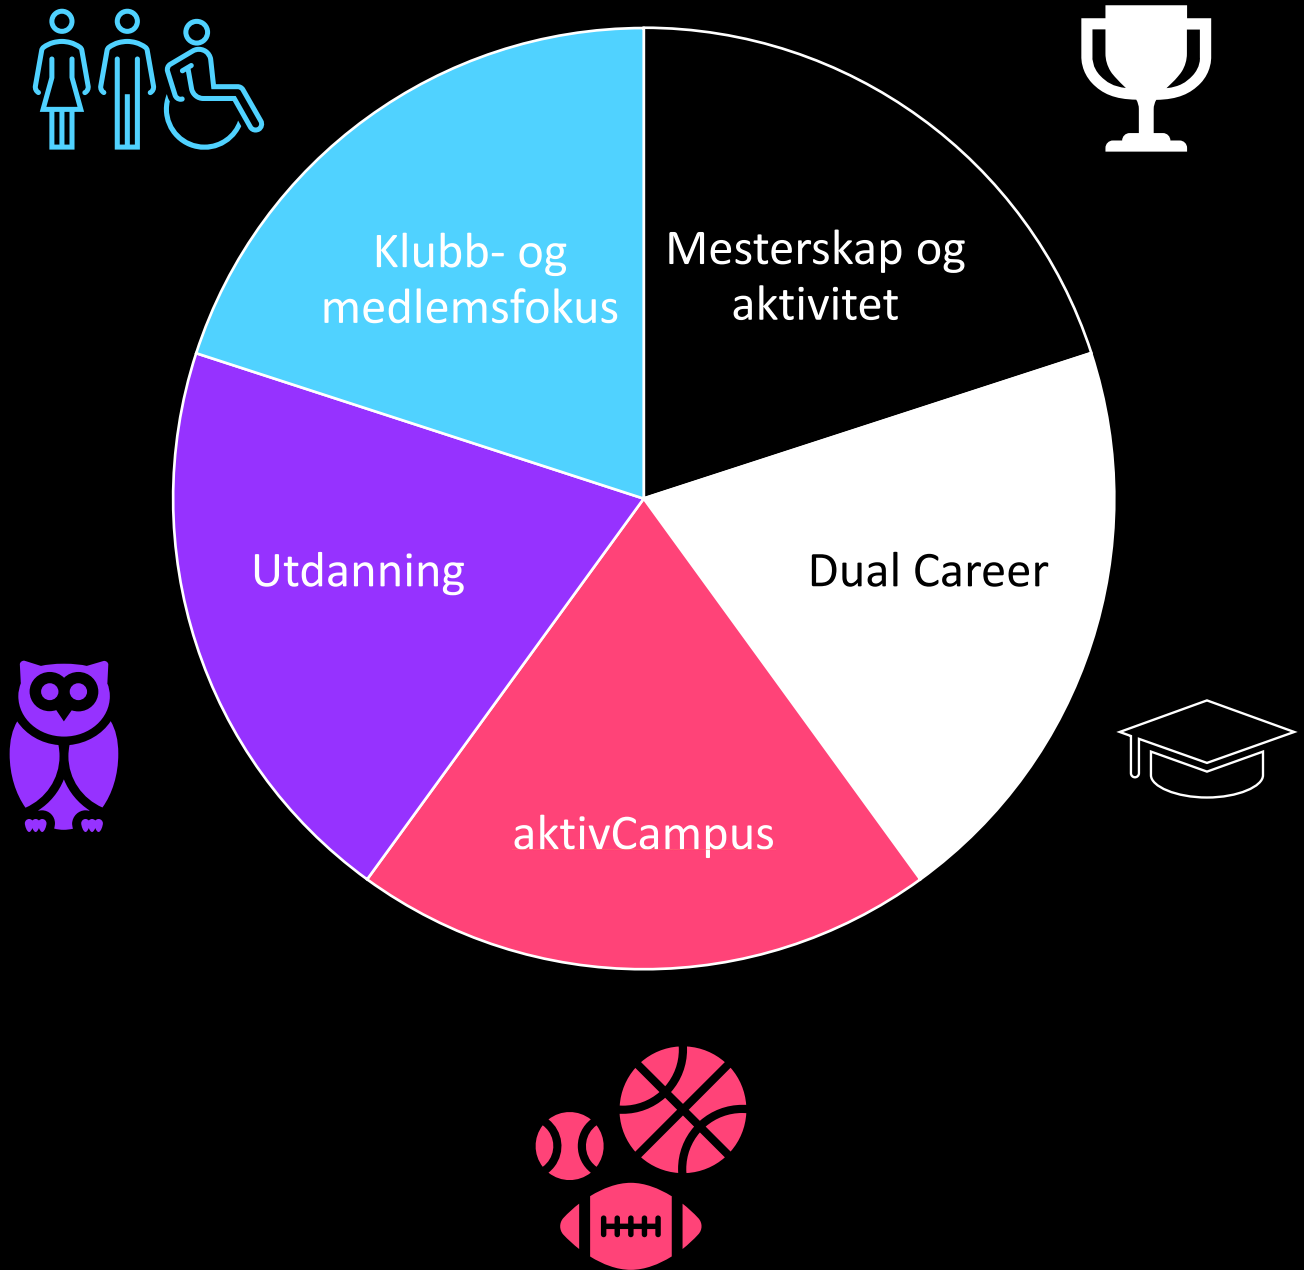 Klubb- og
medlemsfokus
Mesterskap og
aktivitet
Utdanning
Dual Career
aktivCampus